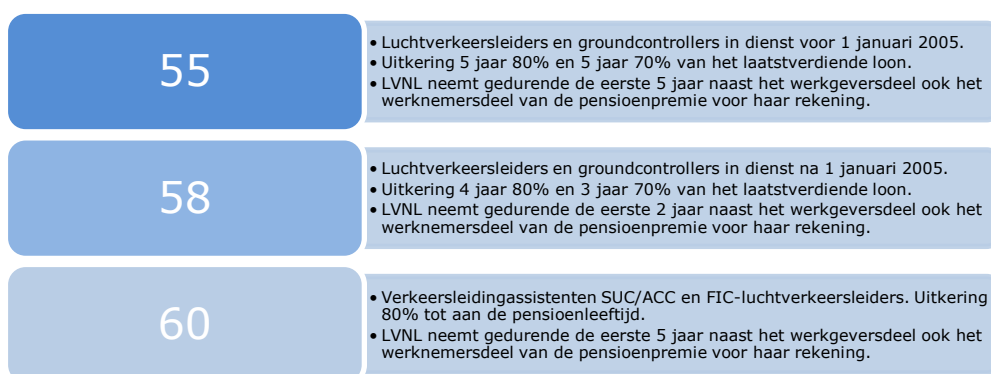 55
• Luchtverkeersleiders en groundcontrollers in dienst voor 1 januari 2005.
• Uitkering 5 jaar 80% en 5 jaar 70% van het laatstverdiende loon.
• LVNL neemt gedurende de eerste 5 jaar naast het werkgeversdeel ook het
werknemersdeel van de pensioenpremie voor haar rekening.
58
• Luchtverkeersleiders en groundcontrollers in dienst na 1 januari 2005.
• Uitkering 4 jaar 80% en 3 jaar 70% van het laatstverdiende loon.
• LVNL neemt gedurende de eerste 2 jaar naast het werkgeversdeel ook het
werknemersdeel van de pensioenpremie voor haar rekening.
60
• Verkeersleidingassistenten SUC/ACC en FIC-luchtverkeersleiders. Uitkering
80% tot aan de pensioenleeftijd.
• LVNL neemt gedurende de eerste 5 jaar naast het werkgeversdeel ook het
werknemersdeel van de pensioenpremie voor haar rekening.